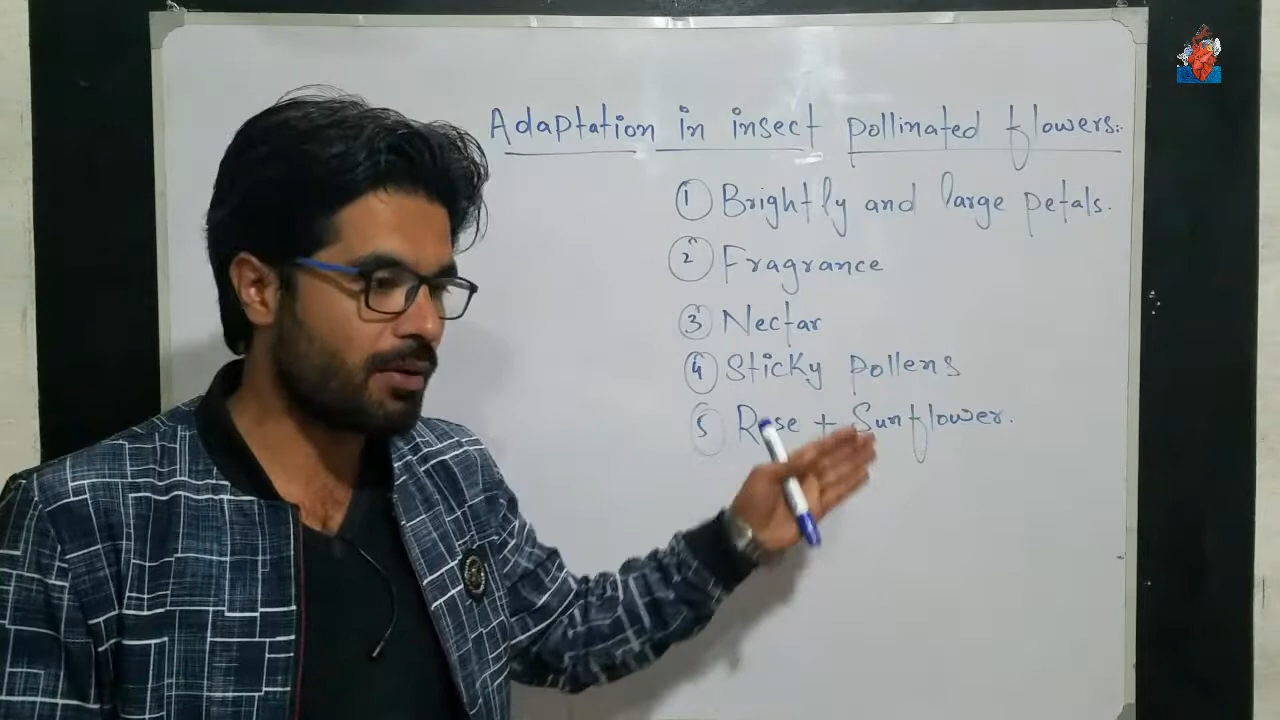 Adaptation in insect pollinated flowers:-
1 Brightly and large petals.
2 Fragrance
3 Nectar
4 Sticky pollens
5 Rose + Sunflower.